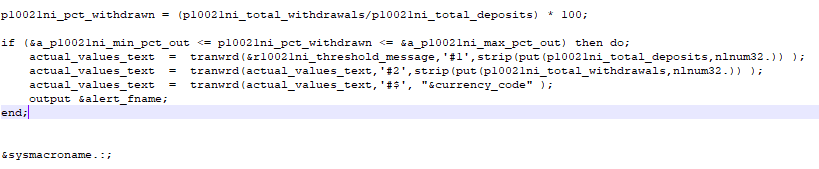 p1002lni_pct_withdrawn = (p1002lni_total_withdrawals/p1002lni_total_deposits) * 100;
if (&a_p1002lni_min_pct_out <= p1002lni_pct_withdrawn <= &a_p1002lni_max_pct_out) then do;
actual_values_text = tranwrd(&r1002lni_threshold_message,'#1',strip(put(p1002lni_total_deposits,nlnum32.)) );
actual_values_text = tranwrd(actual_values_text,'#2',strip(put(p1002lni_total_withdrawals,nlnum32.)) );
actual_values_text = tranwrd(actual_values_text,'#$', "&currency_code" );
output &alert_fname;
end;
&sysmacroname.:;